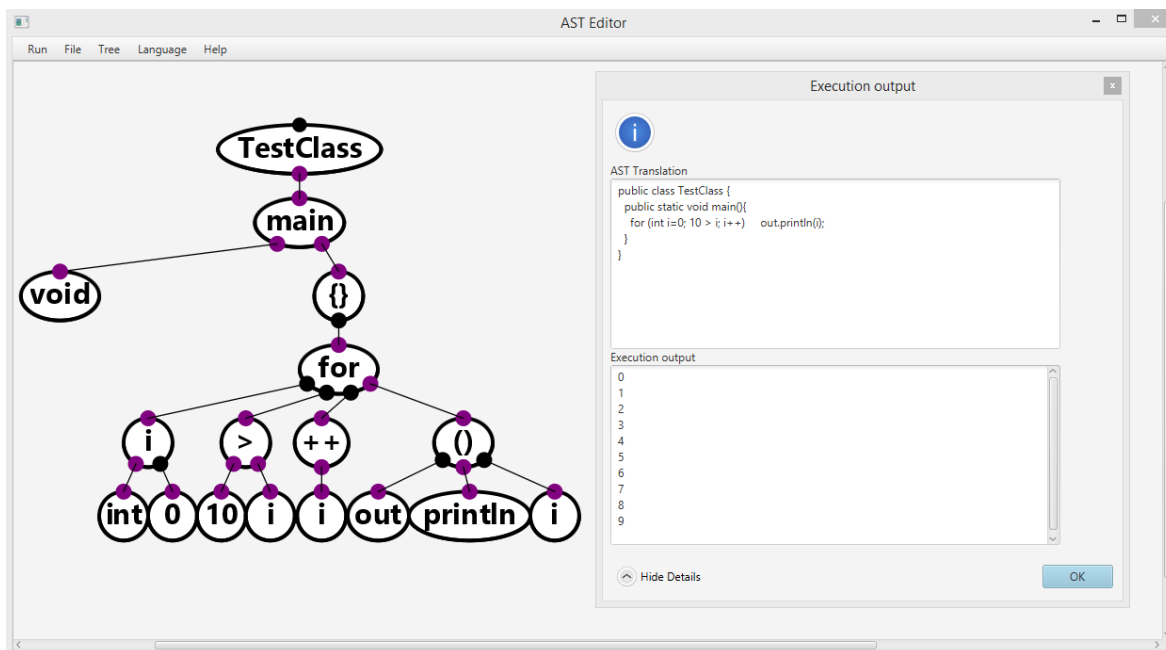 AST Editor
Run File Tree Language Help
TestClass
main
void
{}
for
i > ++ ()
int 0 10 i i out println i
Execution output
AST Translation
public class TestClass {
public static void main(){
for (int i=0; 10 > i; i++) out.println(i);
}
}
Execution output
0
1
2
3
4
5
6
7
8
9
Hide Details
OK